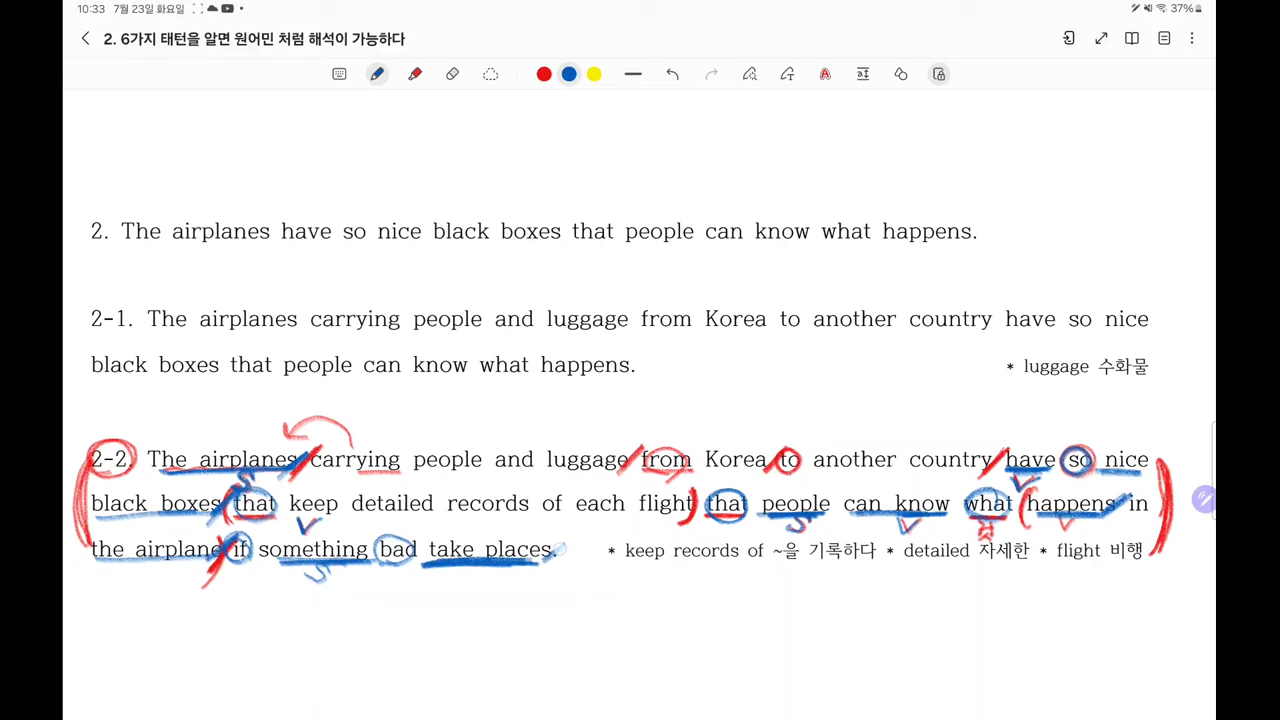 10:33 7월 23일 화요일
37%
2. 6가지 태턴을 알면 원어민 처럼 해석이 가능하다
2. The airplanes have so nice black boxes that people can know what happens.
2-1. The airplanes carrying people and luggage from Korea to another country have so nice
black boxes that people can know what happens.
* luggage 수화물
2-2. The airplanes carrying people and luggage from Korea to another country have so nice
black boxes that keep detailed records of each flight that people can know what happens in
the airplane if something bad take places.
* keep records of ~을 기록하다 * detailed 자세한 * flight 비행
S
V
V
S
V
V
S